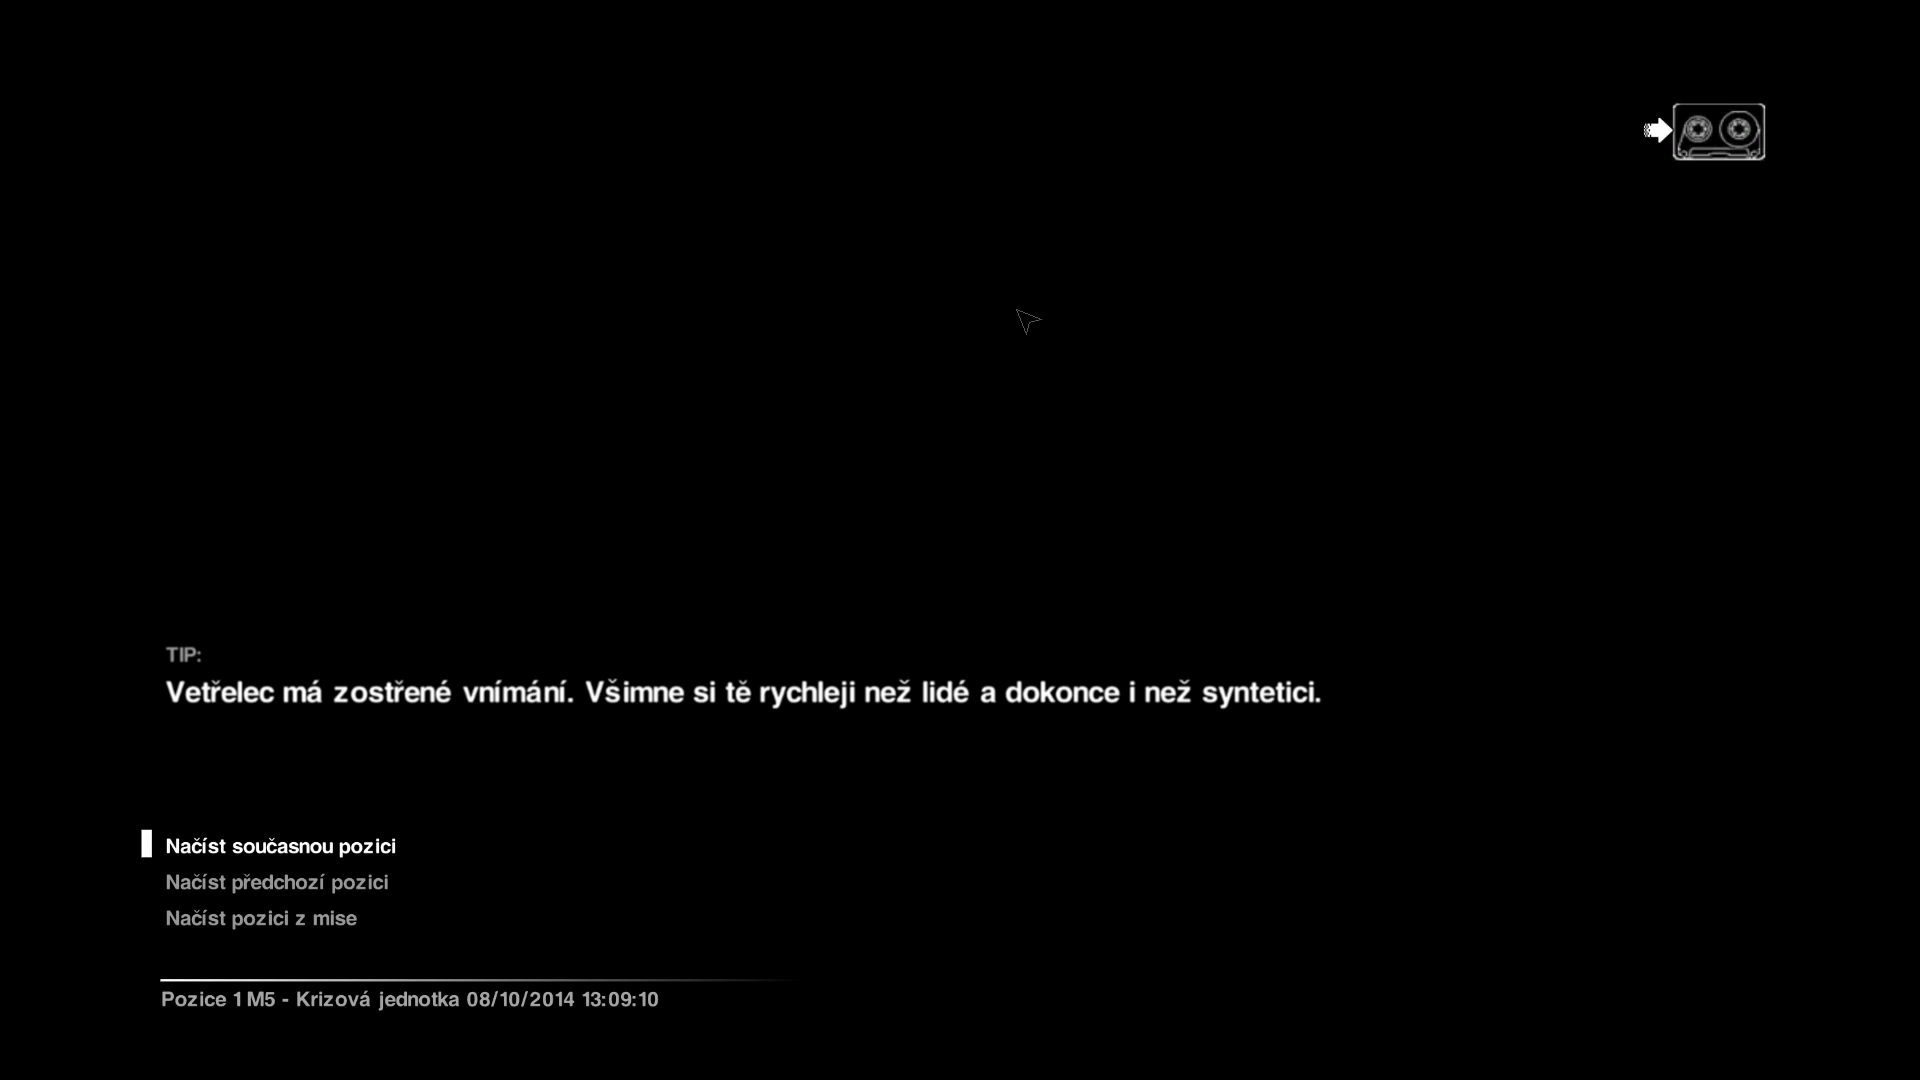 TIP:
Vetřelec má zostřené vnímání. Všimne si tě rychleji než lidé a dokonce i než syntetici.
Načíst současnou pozici
Načíst předchozí pozici
Načíst pozici z mise
Pozice 1 M5 - Krizová jednotka 08/10/2014 13:09:10